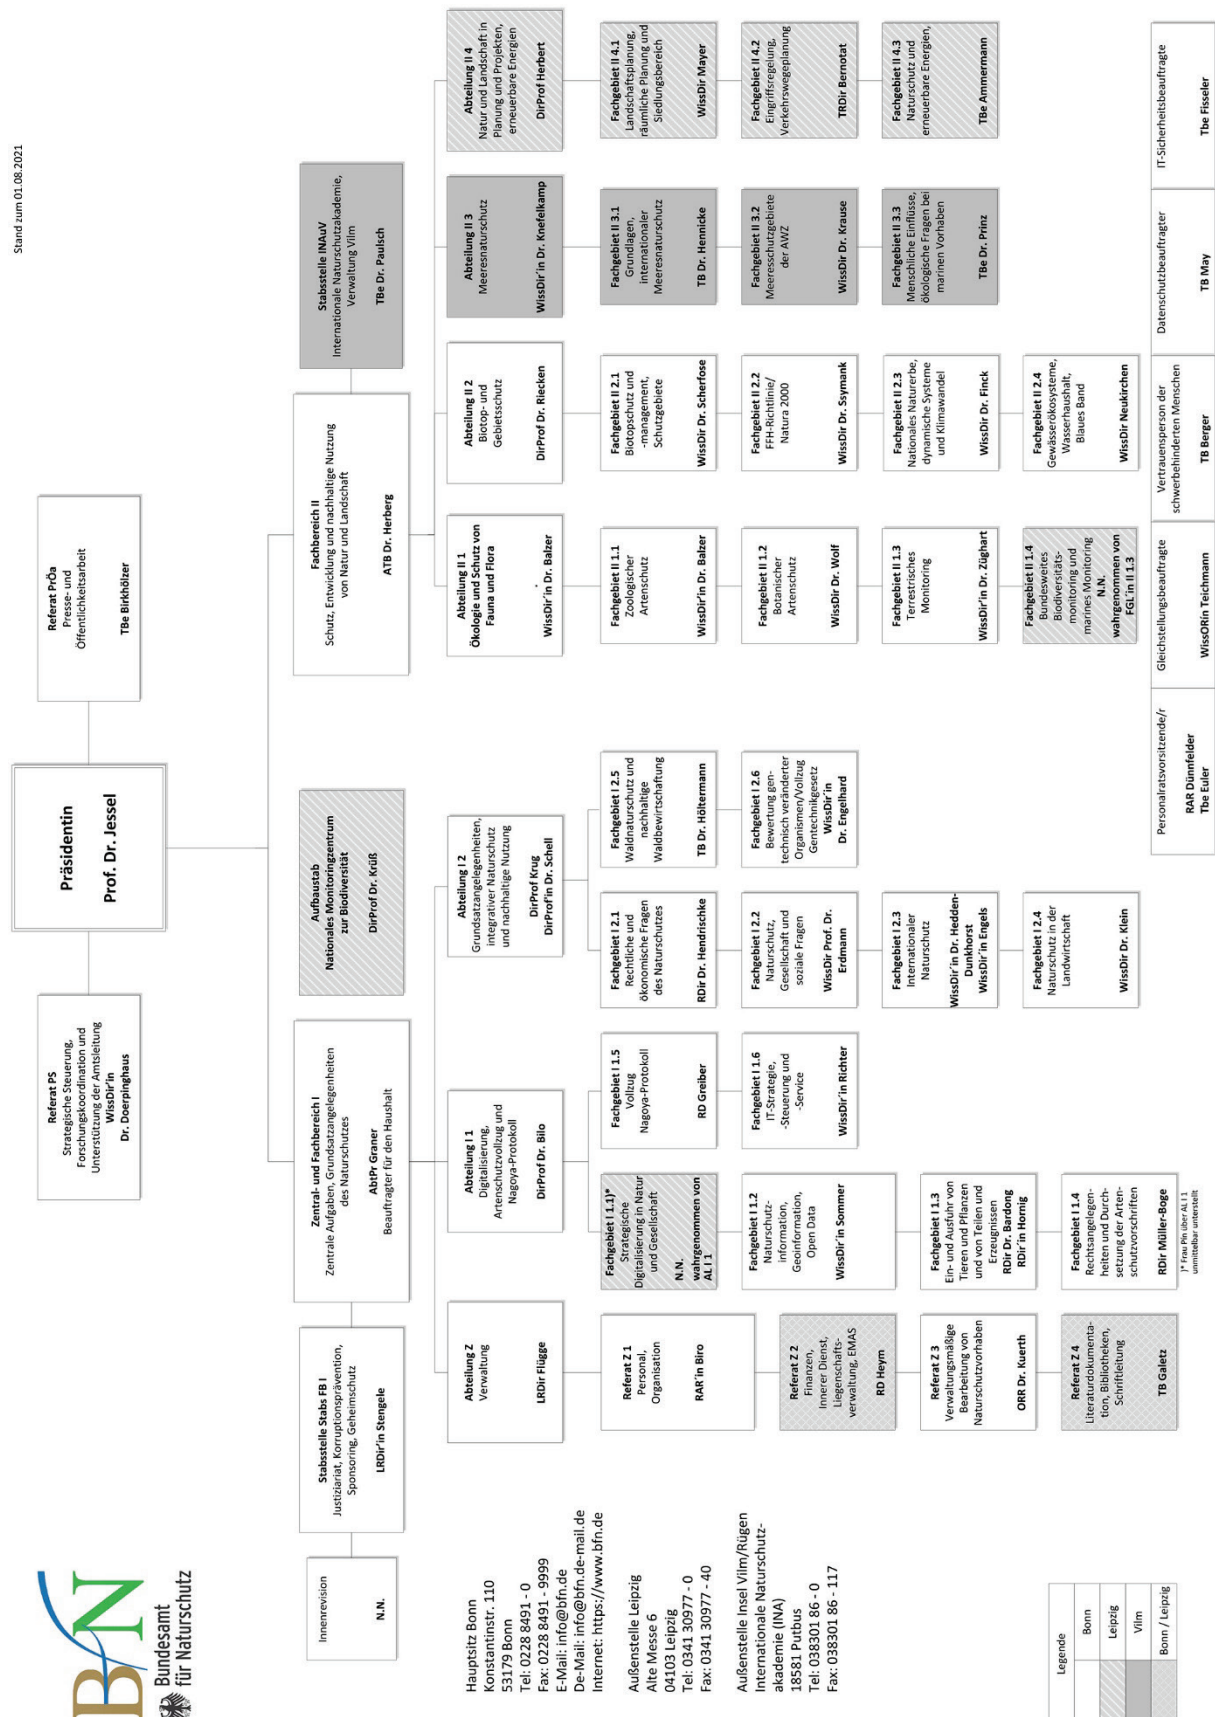 Stand zum 01.08.2021
BfN
Bundesamt
für Naturschutz
Präsidentin
Prof. Dr. Jessel
Referat PS
Strategische Steuerung,
Forschungskoordination und
Unterstützung der Amtsleitung
WissDir'in
Dr. Doerpinghaus
Referat PrÖa
Presse- und
Öffentlichkeitsarbeit
TBe Birkhölzer
Innenrevision
N.N.
Stabsstelle Stabs FB I
Justiziariat, Korruptionsprävention,
Sponsoring, Geheimschutz
LRDir'in Stengele
Zentral- und Fachbereich I
Zentrale Aufgaben, Grundsatzangelegenheiten
des Naturschutzes
AbtPr Graner
Beauftragter für den Haushalt
Aufbaustab
Nationales Monitoringzentrum
zur Biodiversität
DirProf Dr. Krüß
Fachbereich II
Schutz, Entwicklung und nachhaltige Nutzung
von Natur und Landschaft
ATB Dr. Herberg
Stabsstelle INAuV
Internationale Naturschutzakademie,
Verwaltung Vilm
TBe Dr. Paulsch
Abteilung Z
Verwaltung
LRDir Flügge
Abteilung I 1
Digitalisierung,
Artenschutzvollzug und
Nagoya-Protokoll
DirProf Dr. Bilo
Abteilung I 2
Grundsatzangelegenheiten,
integrativer Naturschutz
und nachhaltige Nutzung
DirProf Krug
DirProf'in Dr. Schell
Abteilung II 1
Ökologie und Schutz von
Fauna und Flora
WissDir´in Dr. Balzer
Abteilung II 2
Biotop- und
Gebietsschutz
DirProf Dr. Riecken
Abteilung II 3
Meeresnaturschutz
WissDir'in Dr. Knefelkamp
Abteilung II 4
Natur und Landschaft in
Planung und Projekten,
erneuerbare Energien
DirProf Herbert
Referat Z 1
Personal,
Organisation
RAR´in Biro
Referat Z 2
Finanzen,
Innerer Dienst,
Liegenschafts-
verwaltung, EMAS
RD Heym
Referat Z 3
Verwaltungsmäßige
Bearbeitung von
Naturschutzvorhaben
ORR Dr. Kuerth
Referat Z 4
Literaturdokumenta-
tion, Bibliotheken,
Schriftleitung
TB Galetz
Fachgebiet I 1.1)*
Strategische
Digitalisierung in Natur
und Gesellschaft
N.N.
wahrgenommen von
AL I 1
Fachgebiet I 1.2
Naturschutz-
information,
Geoinformation,
Open Data
WissDir´in Sommer
Fachgebiet I 1.3
Ein- und Ausfuhr von
Tieren und Pflanzen
und von Teilen und
Erzeugnissen
RDir Dr. Bardong
RDir´in Hornig
Fachgebiet I 1.4
Rechtsangelegen-
heiten und Durch-
setzung der Arten-
schutzvorschriften
RDir Müller-Boge
)* Frau Pin über AL I 1
unmittelbar unterstellt
Fachgebiet I 1.5
Vollzug
Nagoya-Protokoll
RD Greiber
Fachgebiet I 1.6
IT-Strategie,
-Steuerung und
-Service
WissDir´in Richter
Fachgebiet I 2.1
Rechtliche und
ökonomische Fragen
des Naturschutzes
RDir Dr. Hendrischke
Fachgebiet I 2.2
Naturschutz,
Gesellschaft und
soziale Fragen
WissDir Prof. Dr.
Erdmann
Fachgebiet I 2.3
Internationaler
Naturschutz
WissDir´in Dr. Hedden-
Dunkhorst
WissDir´in Engels
Fachgebiet I 2.4
Naturschutz in der
Landwirtschaft
WissDir Dr. Klein
Fachgebiet I 2.5
Waldnaturschutz und
nachhaltige
Waldbewirtschaftung
TB Dr. Höltermann
Fachgebiet I 2.6
Bewertung gen-
technisch veränderter
Organismen/Vollzug
Gentechnikgesetz
WissDir´in
Dr. Engelhard
Fachgebiet II 1.1
Zoologischer
Artenschutz
WissDir'in Dr. Balzer
Fachgebiet II 1.2
Botanischer
Artenschutz
WissDir Dr. Wolf
Fachgebiet II 1.3
Terrestrisches
Monitoring
WissDir'in Dr. Züghart
Fachgebiet II 1.4
Bundesweites
Biodiversitäts-
monitoring und
marines Monitoring
N.N.
wahrgenommen von
FGL´in II 1.3
Fachgebiet II 2.1
Biotopschutz und
-management,
Schutzgebiete
WissDir Dr. Scherfose
Fachgebiet II 2.2
FFH-Richtlinie/
Natura 2000
WissDir Dr. Ssymank
Fachgebiet II 2.3
Nationales Naturerbe,
dynamische Systeme
und Klimawandel
WissDir Dr. Finck
Fachgebiet II 2.4
Gewässerökosysteme,
Wasserhaushalt,
Blaues Band
WissDir Neukirchen
Fachgebiet II 3.1
Grundlagen,
internationaler
Meeresnaturschutz
TB Dr. Hennicke
Fachgebiet II 3.2
Meeresschutzgebiete
der AWZ
WissDir Dr. Krause
Fachgebiet II 3.3
Menschliche Einflüsse,
ökologische Fragen bei
marinen Vorhaben
TBe Dr. Prinz
Fachgebiet II 4.1
Landschaftsplanung,
räumliche Planung und
Siedlungsbereich
WissDir Mayer
Fachgebiet II 4.2
Eingriffsregelung,
Verkehrswegeplanung
TRDir Bernotat
Fachgebiet II 4.3
Naturschutz und
erneuerbare Energien,
TBe Ammermann
Hauptsitz Bonn
Konstantinstr. 110
53179 Bonn
Tel: 0228 8491 - 0
Fax: 0228 8491 - 9999
E-Mail: info@bfn.de
De-Mail: info@bfn.de-mail.de
Internet: https://www.bfn.de
Außenstelle Leipzig
Alte Messe 6
04103 Leipzig
Tel: 0341 30977 - 0
Fax: 0341 30977 - 40
Außenstelle Insel Vilm/Rügen
Internationale Naturschutz-
akademie (INA)
18581 Putbus
Tel: 038301 86 - 0
Fax: 038301 86 - 117
Legende
Bonn
Leipzig
Vilm
Bonn / Leipzig
Personalratsvorsitzende/r
RAR Dünnfelder
Tbe Euler
Gleichstellungsbeauftragte
WissORin Teichmann
Vertrauensperson der
schwerbehinderten Menschen
TB Berger
Datenschutzbeauftragter
TB May
IT-Sicherheitsbeauftragte
Tbe Fisseler